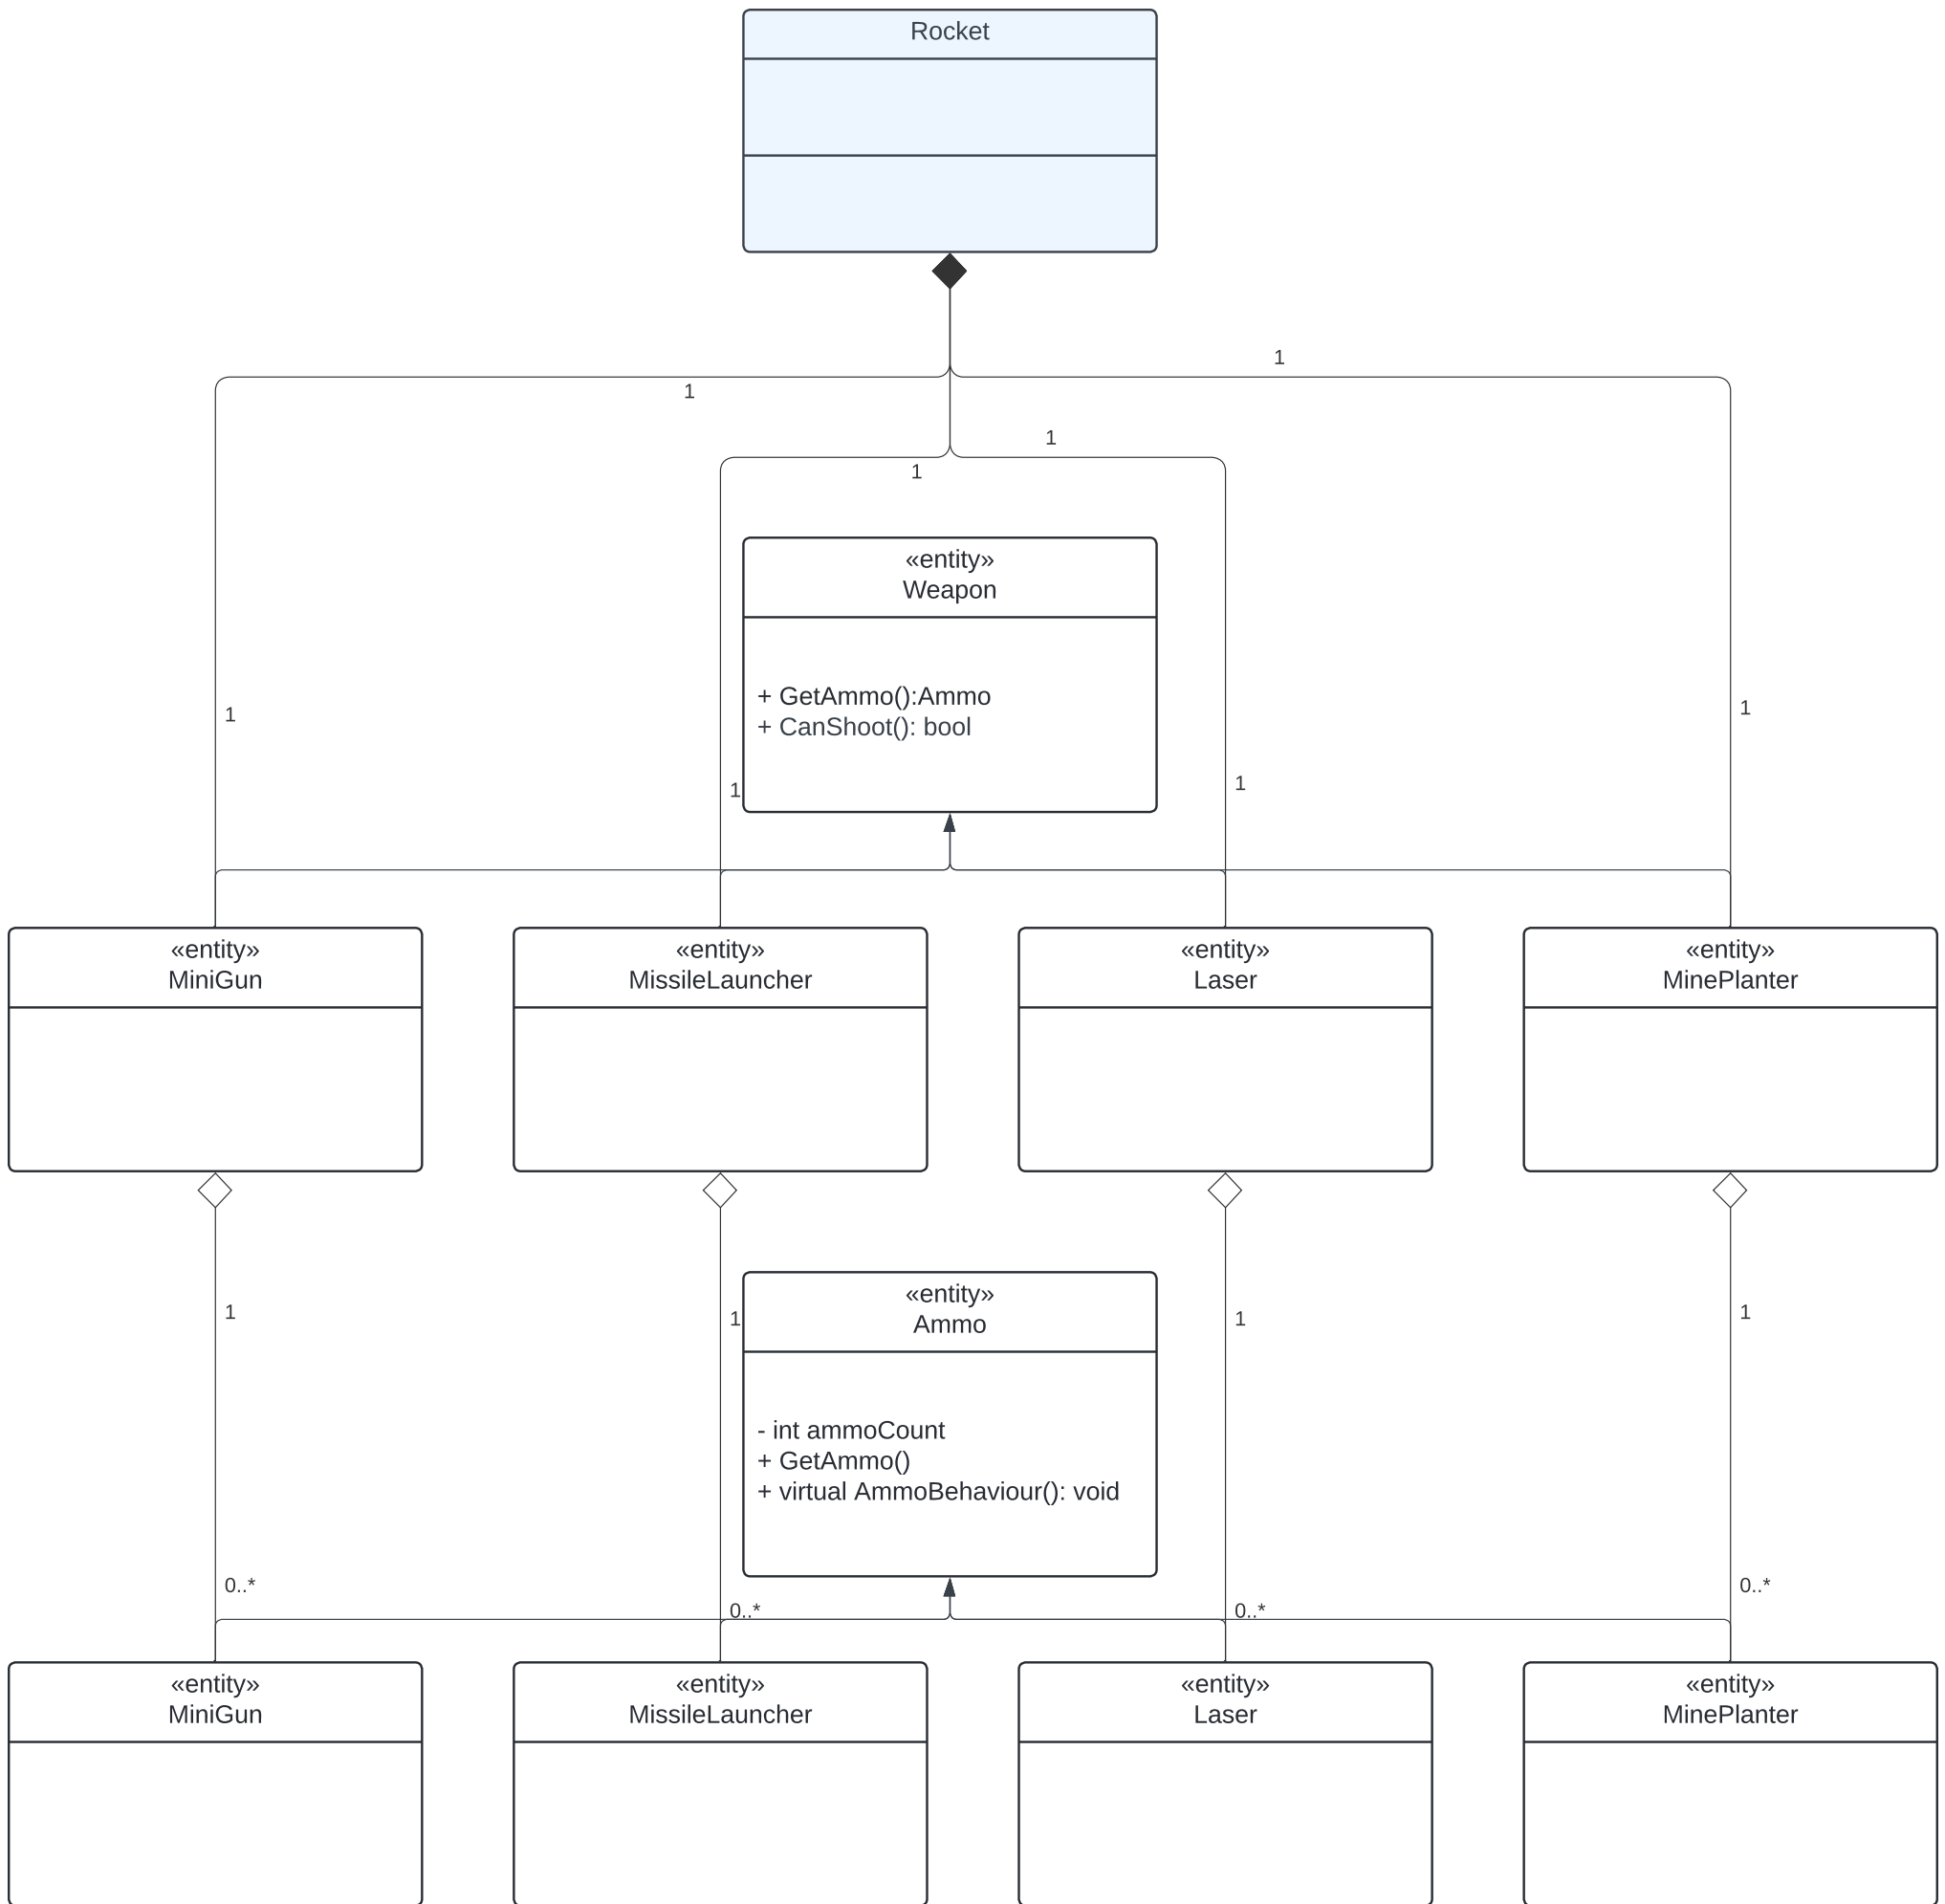 Rocket
1
1
1
1
«entity»
Weapon
+ GetAmmo():Ammo
+ CanShoot(): bool
1
1
1
1
«entity»
MiniGun
«entity»
MissileLauncher
«entity»
Laser
«entity»
MinePlanter
1
1
1
1
«entity»
Ammo
- int ammoCount
+ GetAmmo()
+ virtual AmmoBehaviour(): void
0..*
0..*
0..*
0..*
«entity»
MiniGun
«entity»
MissileLauncher
«entity»
Laser
«entity»
MinePlanter